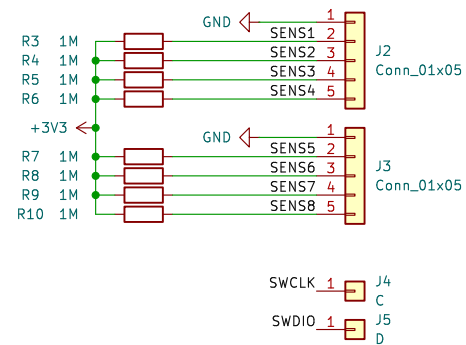 GND 1
R3 1M SENS1 2 J2
R4 1M SENS2 3 Conn_01x05
R5 1M SENS3 4
R6 1M SENS4 5
+3V3
GND 1
R7 1M SENS5 2 J3
R8 1M SENS6 3 Conn_01x05
R9 1M SENS7 4
R10 1M SENS8 5
SWCLK 1 J4
C
SWDIO 1 J5
D